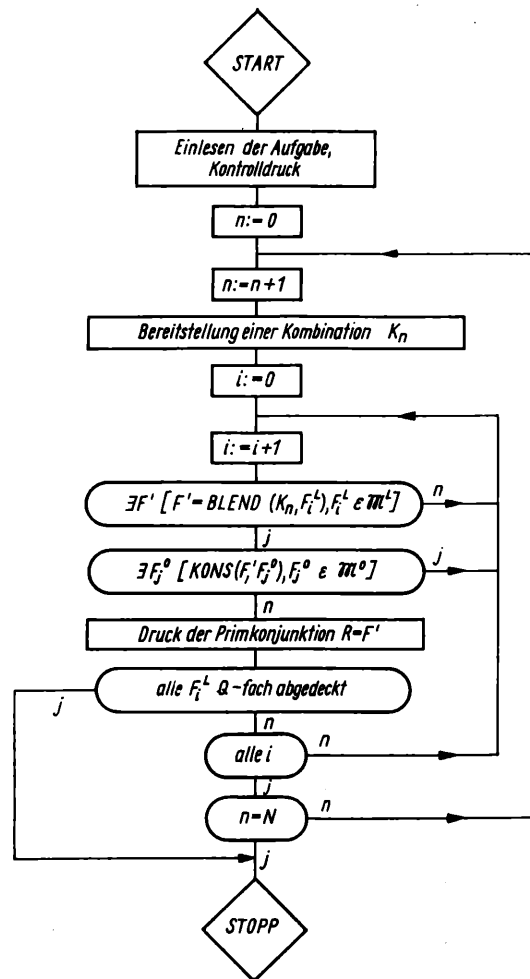 START
Einlesen der Aufgabe,
Kontrolldruck
n:=0
n:=n+1
Bereitstellung einer Kombination Kₙ
i:=0
i:=i+1
∃F' [F'=BLEND (Kₙ,Fᵢᴸ),Fᵢᴸ ε 𝔐ᴸ]
n
j
∃Fⱼ⁰ [KONS(F;'Fⱼ⁰),Fⱼ⁰ ε 𝔐⁰]
j
n
Druck der Primkonjunktion R=F'
alle Fᵢᴸ Q-fach abgedeckt
j
n
alle i
n
j
n=N
n
j
j
STOPP